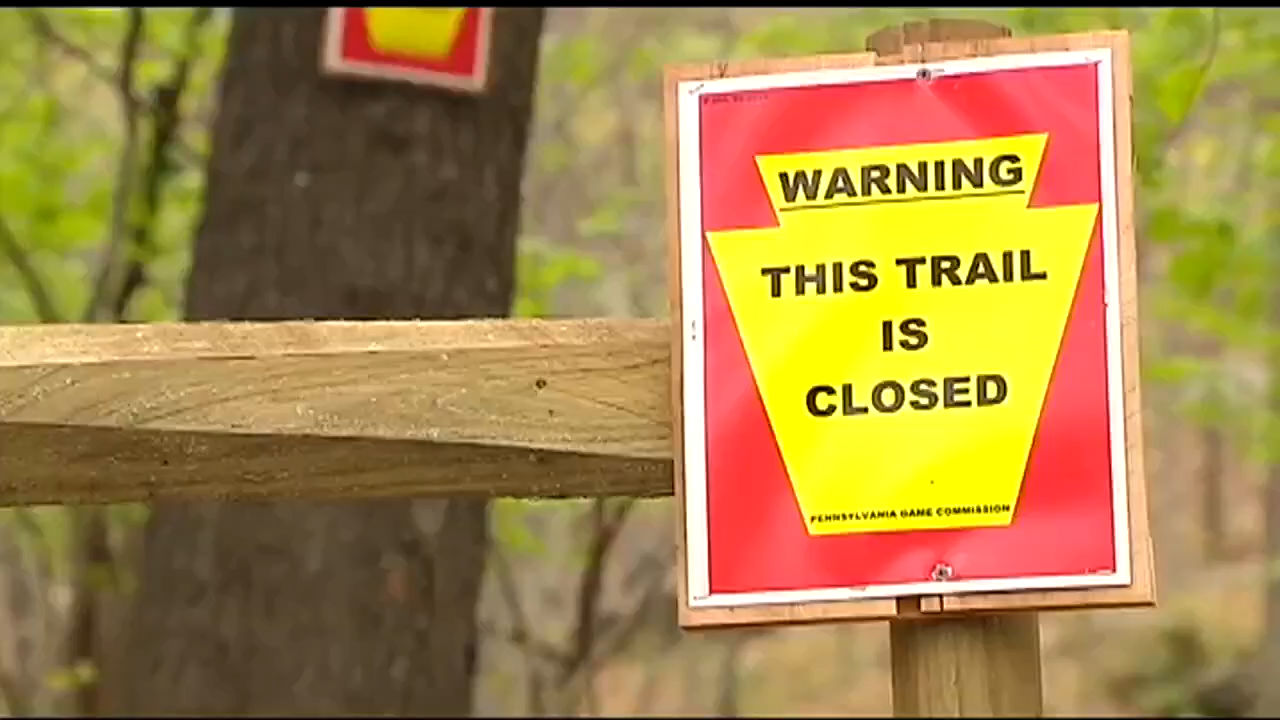 WARNING
THIS TRAIL
IS
CLOSED
PENNSYLVANIA GAME COMMISSION